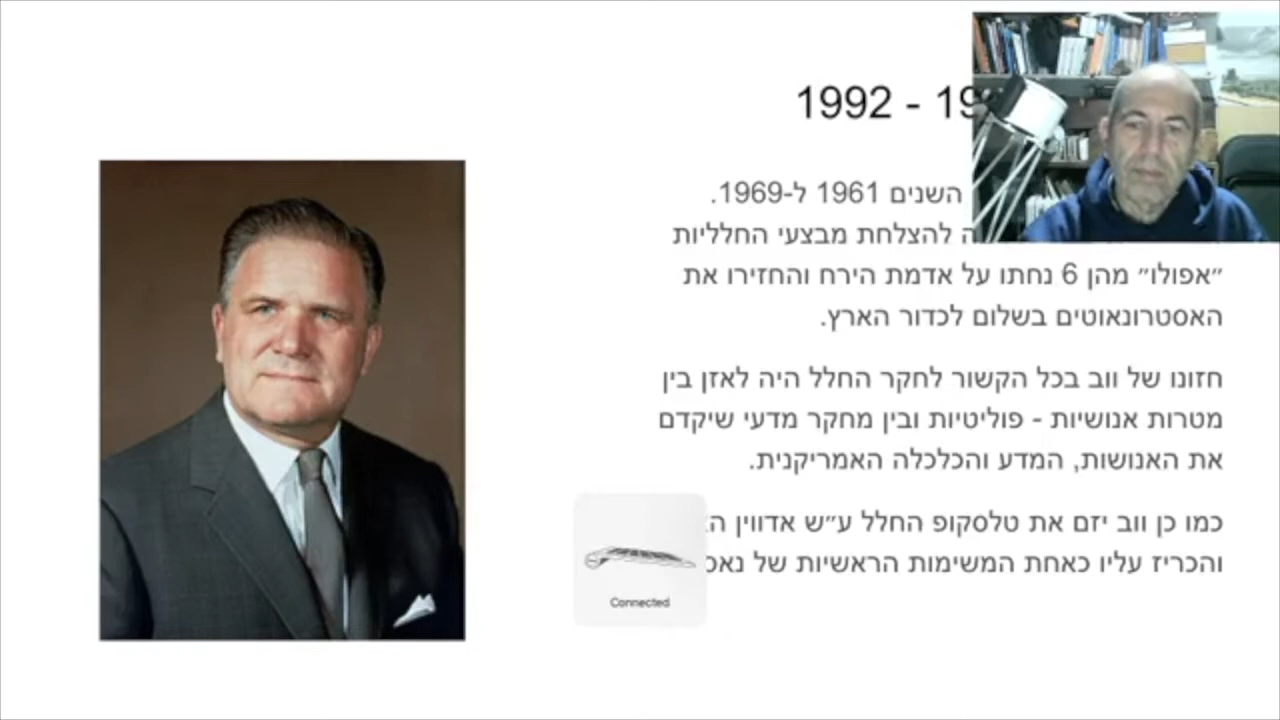 1992 - 19
השנים 1961 ל-1969.
להצלחת מבצעי החלליות
״אפולו״ מהן 6 נחתו על אדמת הירח והחזירו את
האסטרונאוטים בשלום לכדור הארץ.
חזונו של ווב בכל הקשור לחקר החלל היה לאזן בין
מטרות אנושיות - פוליטיות ובין מחקר מדעי שיקדם
את האנושות, המדע והכלכלה האמריקנית.
כמו כן ווב יזם את טלסקופ החלל ע״ש אדווין
והכריז עליו כאחת המשימות הראשיות של
Connected